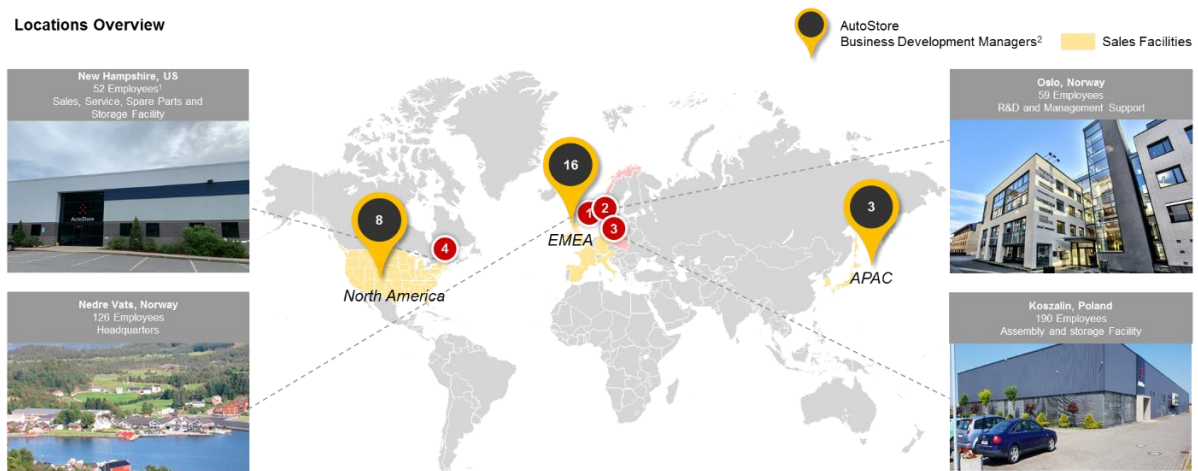 Locations Overview
AutoStore
Business Development Managers²
Sales Facilities
New Hampshire, US
52 Employees¹
Sales, Service, Spare Parts and
Storage Facility
AutoStore
Nedre Vats, Norway
126 Employees
Headquarters
8
North America
4
16
EMEA
1
2
3
3
APAC
Oslo, Norway
59 Employees
R&D and Management Support
Koszalin, Poland
190 Employees
Assembly and storage Facility